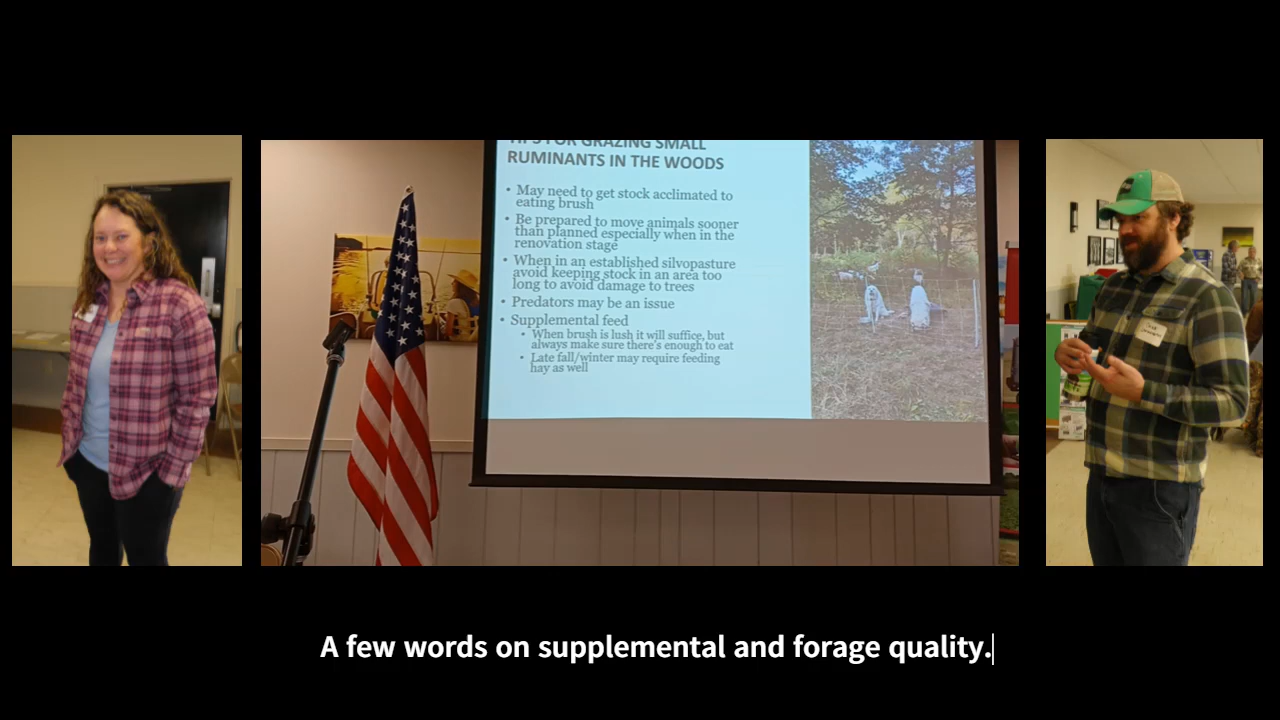 TIPS FOR GRAZING SMALL
RUMINANTS IN THE WOODS
• May need to get stock acclimated to
eating brush
• Be prepared to move animals sooner
than planned especially when in the
renovation stage
• When in an established silvopasture
avoid keeping stock in an area too
long to avoid damage to trees
• Predators may be an issue
• Supplemental feed
• When brush is lush it will suffice, but
always make sure there's enough to eat
• Late fall/winter may require feeding
hay as well
A few words on supplemental and forage quality.